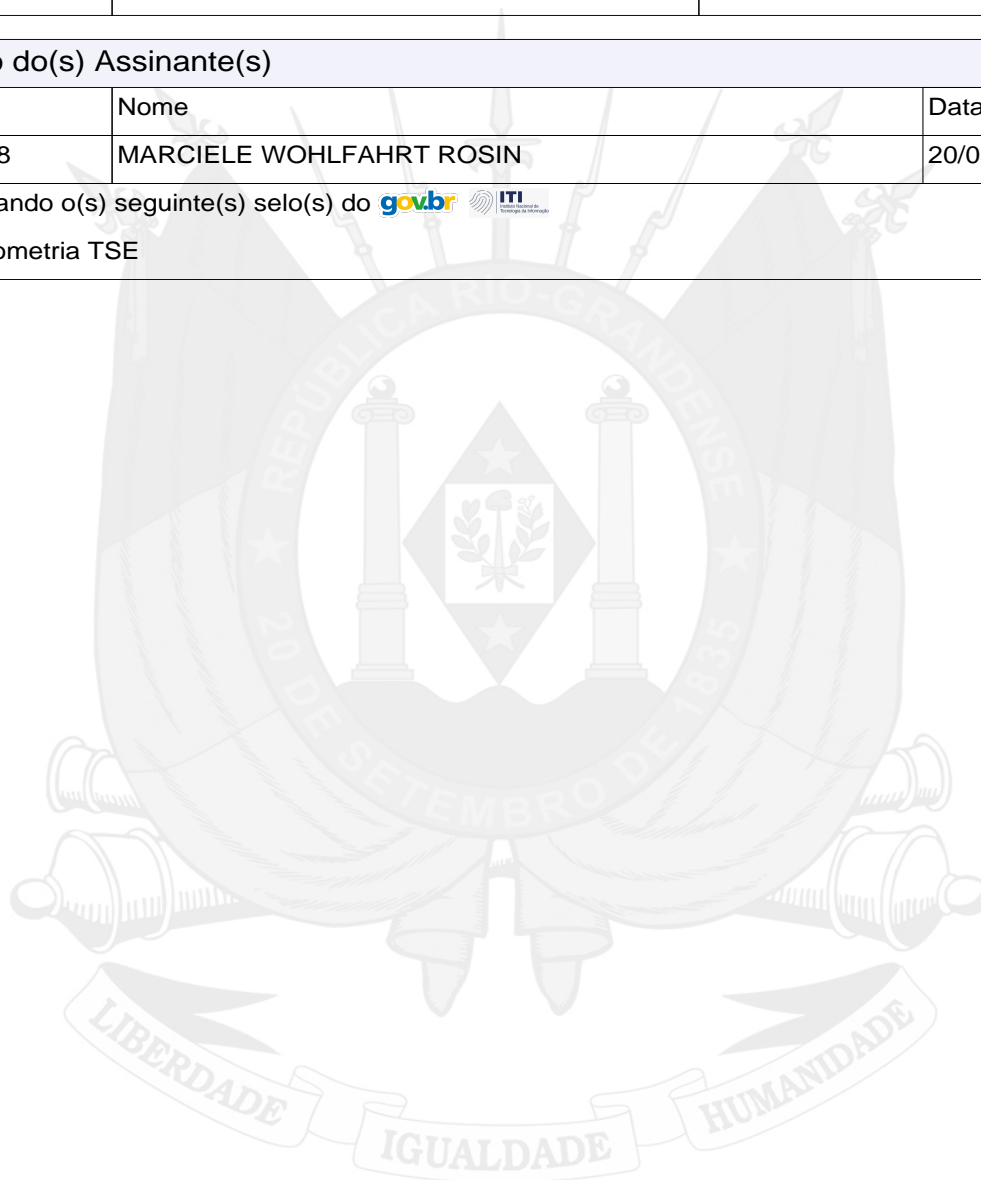 o do(s) Assinante(s)
Nome
Data
8
MARCIELE WOHLFAHRT ROSIN
20/0
ando o(s) seguinte(s) selo(s) do gov.br ITI
ometria TSE
REPÚBLICA RIO-GRANDENSE
20 DE SETEMBRO DE 1835
LIBERDADE
IGUALDADE
HUMANIDADE